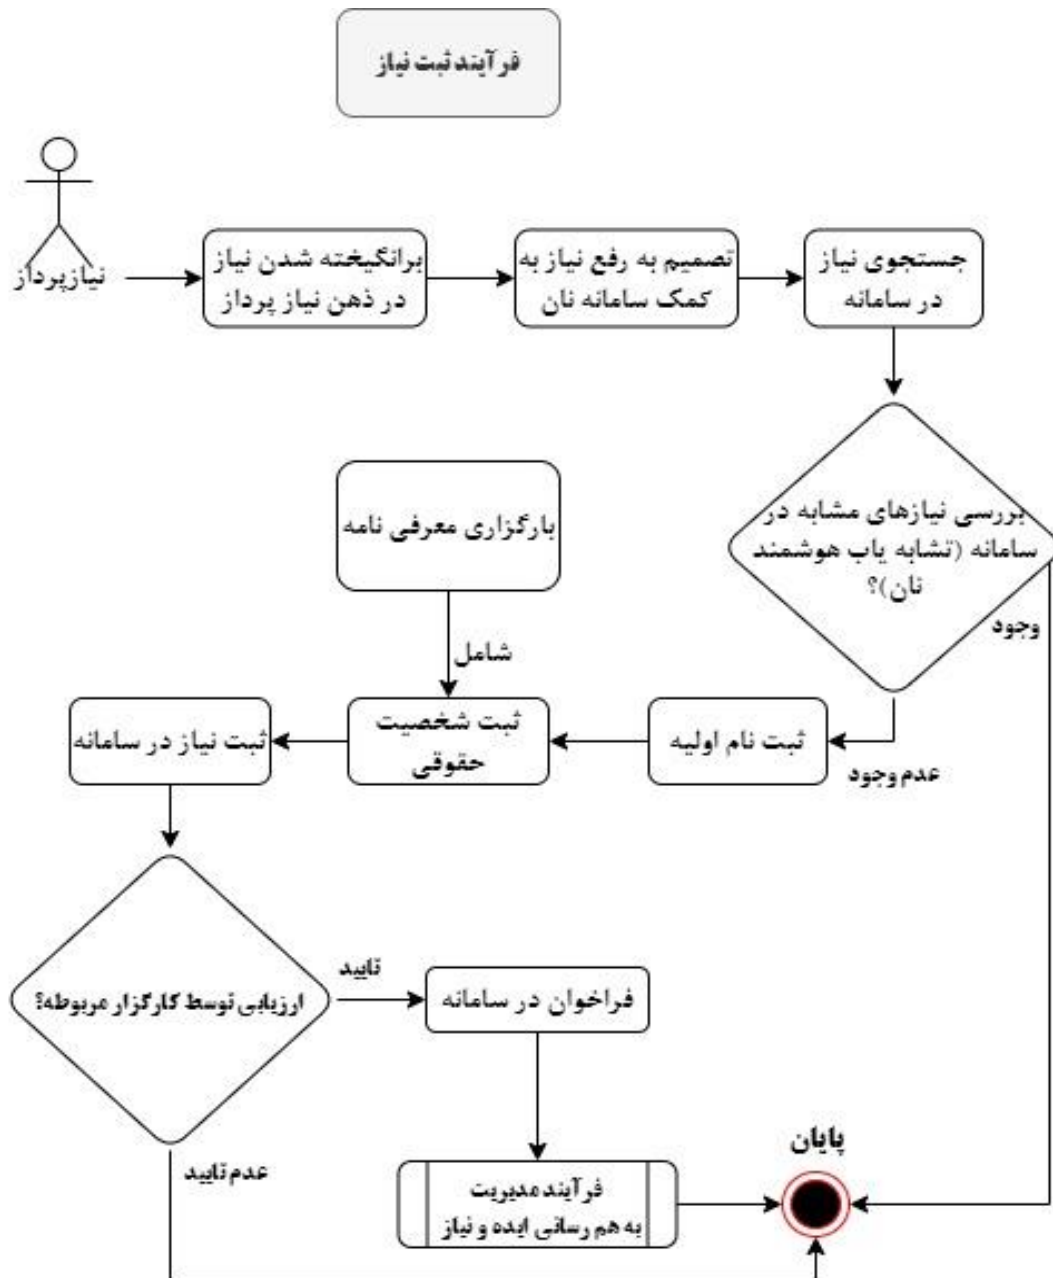 فرآیند ثبت نیاز
نیازپرداز
برانگیخته شدن نیاز
در ذهن نیاز پرداز
تصمیم به رفع نیاز به
کمک سامانه نان
جستجوی نیاز
در سامانه
بررسی نیازهای مشابه در
سامانه (تشابه یاب هوشمند
نان)؟
وجود
عدم وجود
ثبت نام اولیه
بارگزاری معرفی نامه
شامل
ثبت شخصیت
حقوقی
ثبت نیاز در سامانه
ارزیابی توسط کارگزار مربوطه؟
تایید
فراخوان در سامانه
عدم تایید
فرآیند مدیریت
به هم رسانی ایده و نیاز
پایان